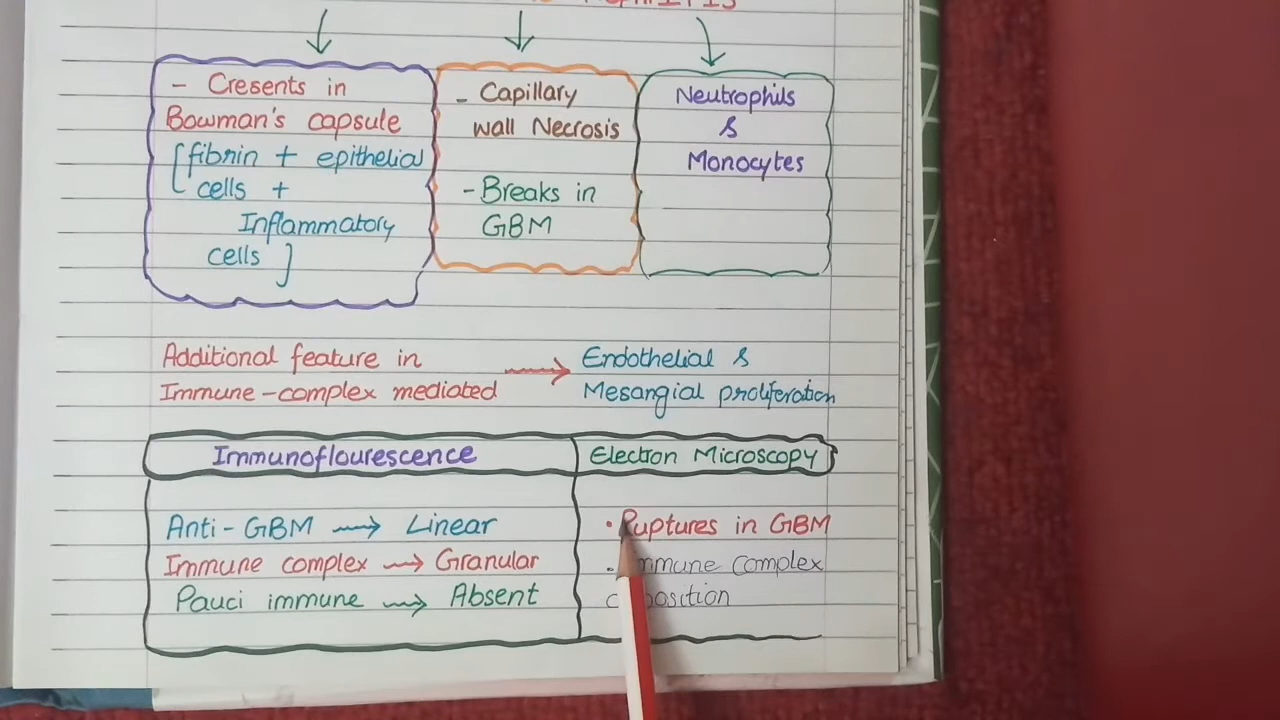 - Cresents in
Bowman's capsule
[fibrin + epithelial
cells +
Inflammatory
cells ]
- Capillary
wall Necrosis
- Breaks in
GBM
Neutrophils
&
Monocytes
Additional feature in
Immune-complex mediated
Endothelial &
Mesangial proliferation
Immunoflourescence
Electron Microscopy
Anti-GBM → Linear
Immune complex → Granular
Pauci immune → Absent
• Ruptures in GBM
• Immune complex